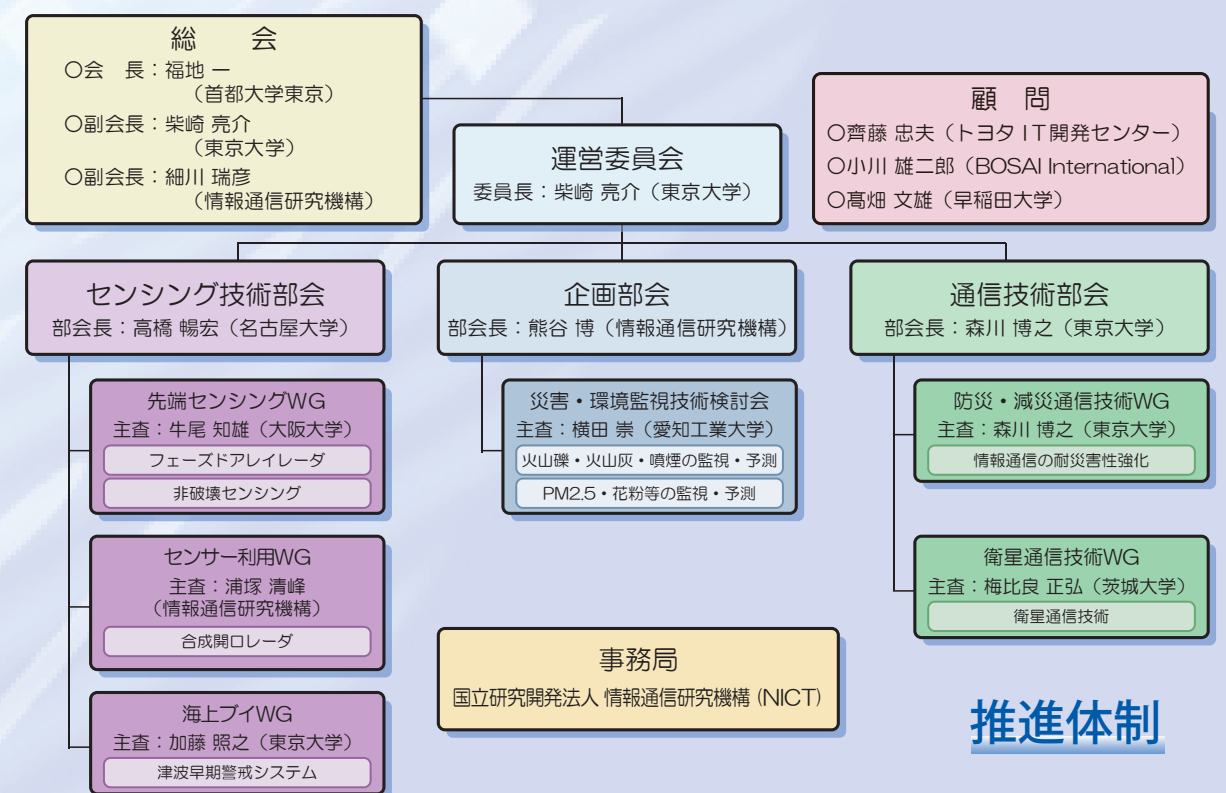 総　会
○会　長：福地 一
（首都大学東京）
○副会長：柴崎 亮介
（東京大学）
○副会長：細川 瑞彦
（情報通信研究機構）
運営委員会
委員長：柴崎 亮介（東京大学）
顧　問
○齊藤 忠夫（トヨタ IT開発センター）
○小川 雄二郎（BOSAI International）
○髙畑 文雄（早稲田大学）
センシング技術部会
部会長：高橋 暢宏（名古屋大学）
先端センシングWG
主査：牛尾 知雄（大阪大学）
フェーズドアレイレーダ
非破壊センシング
センサー利用WG
主査：浦塚 清峰
（情報通信研究機構）
合成開口レーダ
海上ブイWG
主査：加藤 照之（東京大学）
津波早期警戒システム
企画部会
部会長：熊谷 博（情報通信研究機構）
災害・環境監視技術検討会
主査：横田 崇（愛知工業大学）
火山礫・火山灰・噴煙の監視・予測
PM2.5・花粉等の監視・予測
通信技術部会
部会長：森川 博之（東京大学）
防災・減災通信技術WG
主査：森川 博之（東京大学）
情報通信の耐災害性強化
衛星通信技術WG
主査：梅比良 正弘（茨城大学）
衛星通信技術
事務局
国立研究開発法人 情報通信研究機構 (NICT)
推進体制